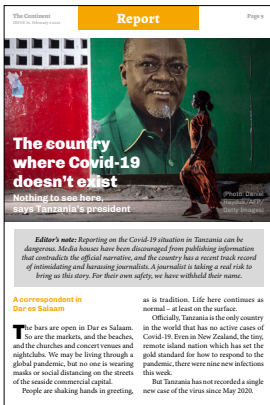 The Continent
Report
Page 9
The country
where Covid-19
doesn't exist
Nothing to see here,
says Tanzania's president
(Photo: Daniel
Hayduk/AFP/
Getty Images)
Editor's note: Reporting on the Covid-19 situation in Tanzania can be
dangerous. Media houses have been discouraged from publishing information
that contradicts the official narrative, and the country has a recent track record
of intimidating and harassing journalists. A journalist is taking a real risk to
bring us this story. For their own safety, we have withheld their name.
A correspondent in
Dar es Salaam
The bars are open in Dar es Salaam.
So are the markets, and the beaches,
and the churches and concert venues and
nightclubs. We may be living through a
global pandemic, but no one is wearing
masks or social distancing on the streets
of the seaside commercial capital.
People are shaking hands in greeting,
as is tradition. Life here continues as
normal – at least on the surface.
Officially, Tanzania is the only country
in the world that has no active cases of
Covid-19. Even in New Zealand, the tiny,
remote island nation which has set the
gold standard for how to respond to the
pandemic, there were nine new infections
this week.
But Tanzania has not recorded a single
new case of the virus since May 2020.